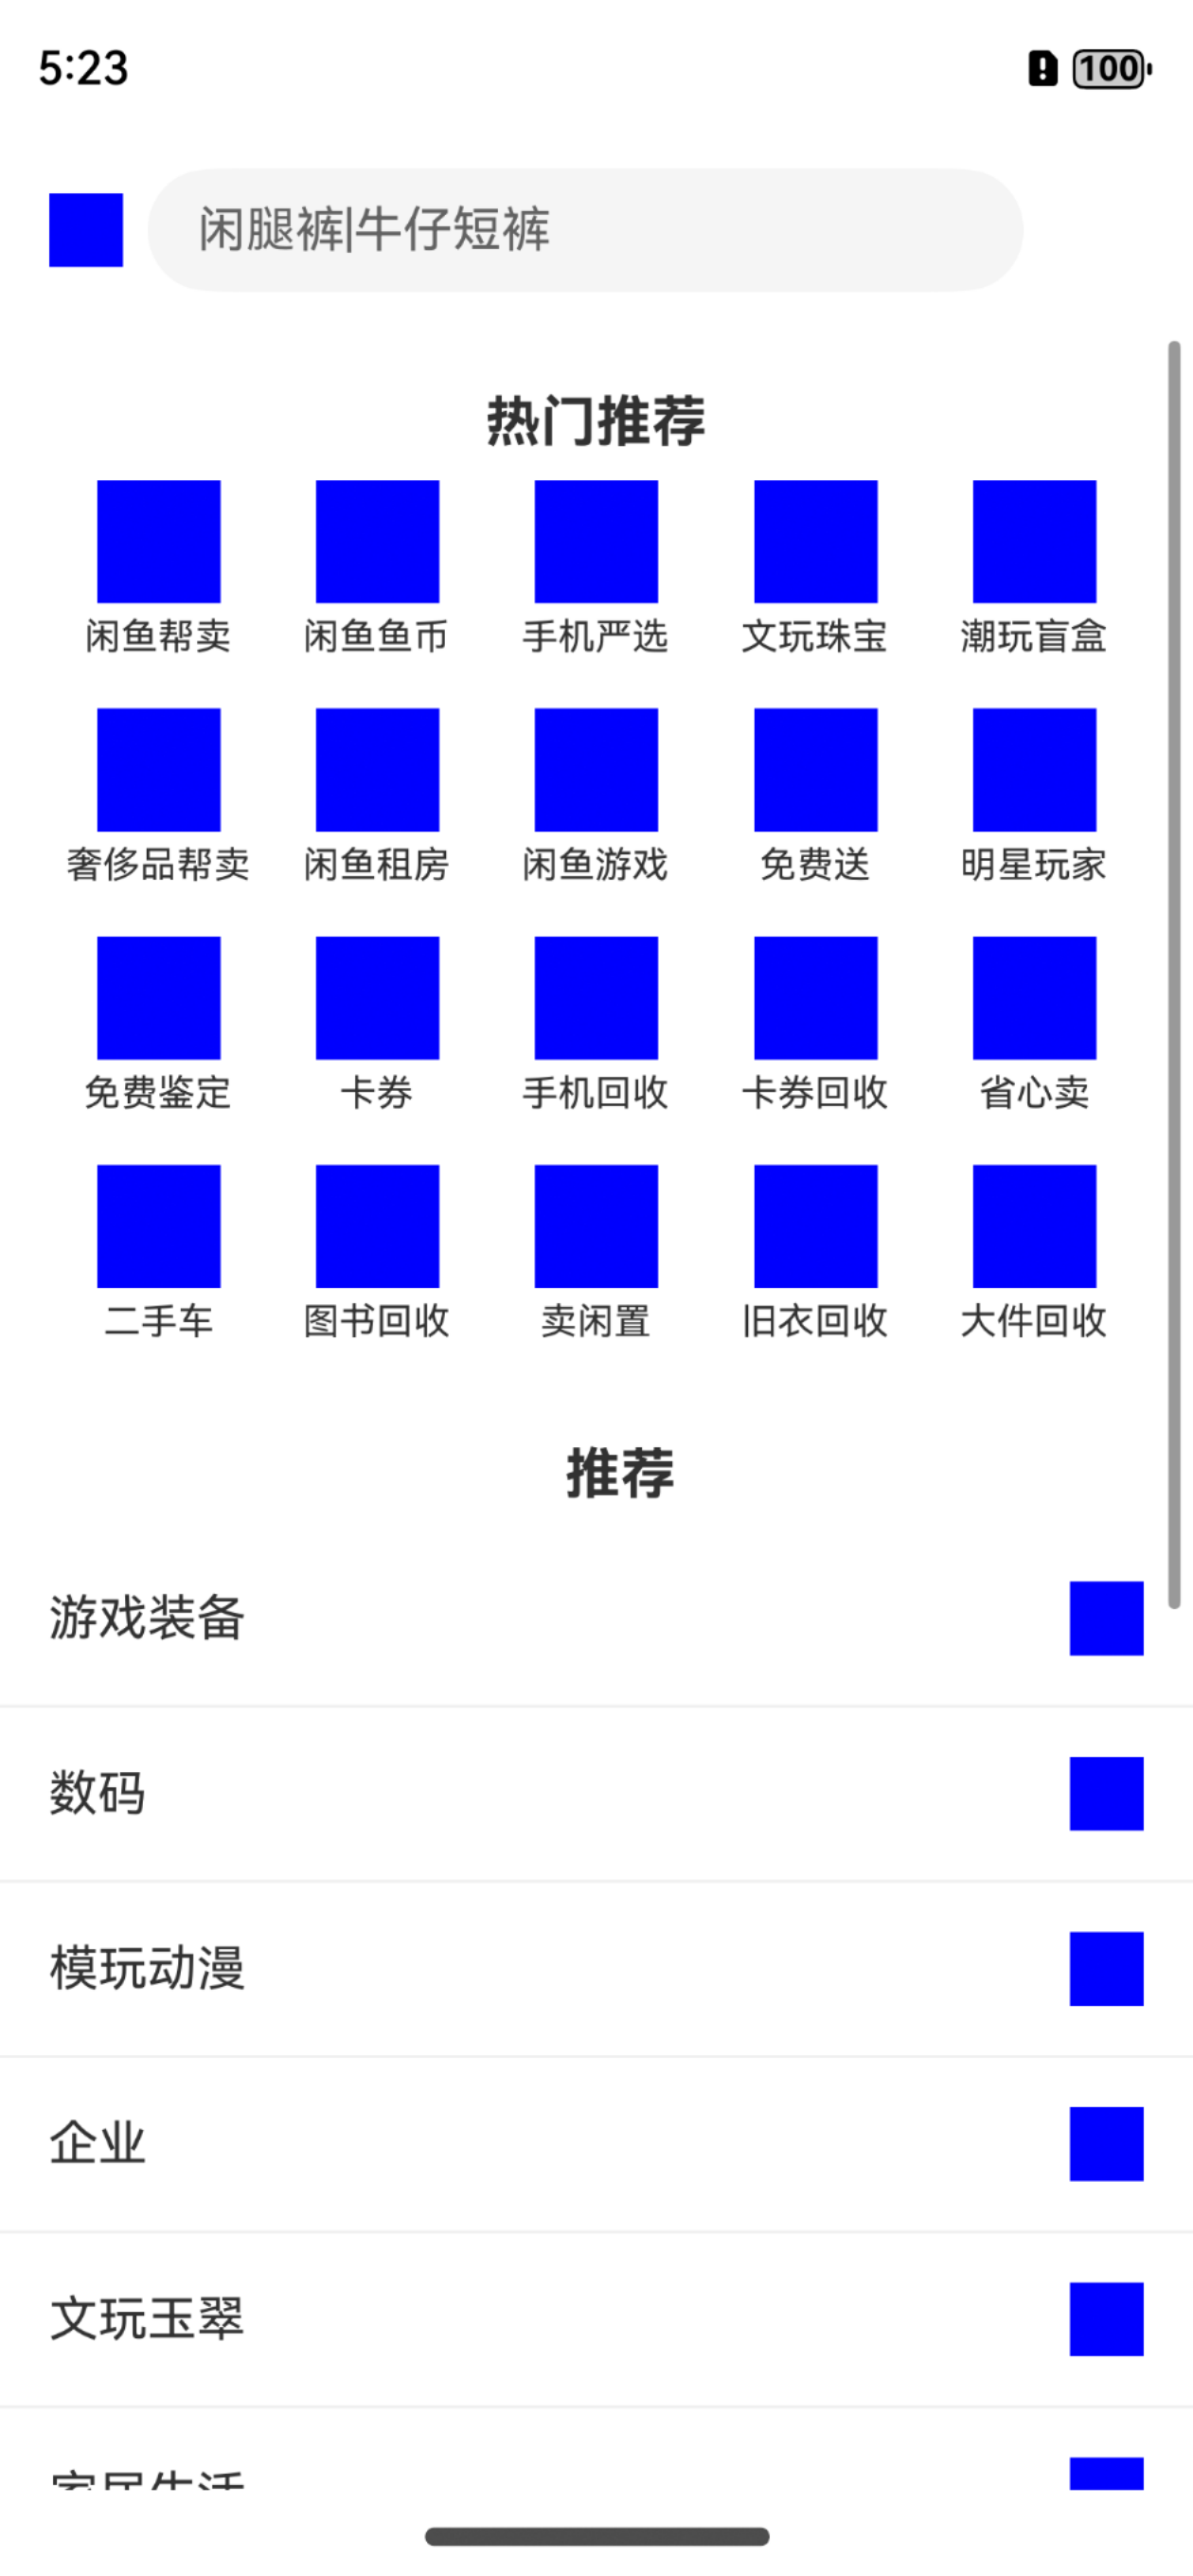 5:23
100
闲腿裤|牛仔短裤
热门推荐
闲鱼帮卖 闲鱼鱼币 手机严选 文玩珠宝 潮玩盲盒
奢侈品帮卖 闲鱼租房 闲鱼游戏 免费送 明星玩家
免费鉴定 卡券 手机回收 卡券回收 省心卖
二手车 图书回收 卖闲置 旧衣回收 大件回收
推荐
游戏装备
数码
模玩动漫
企业
文玩玉翠
家居生活